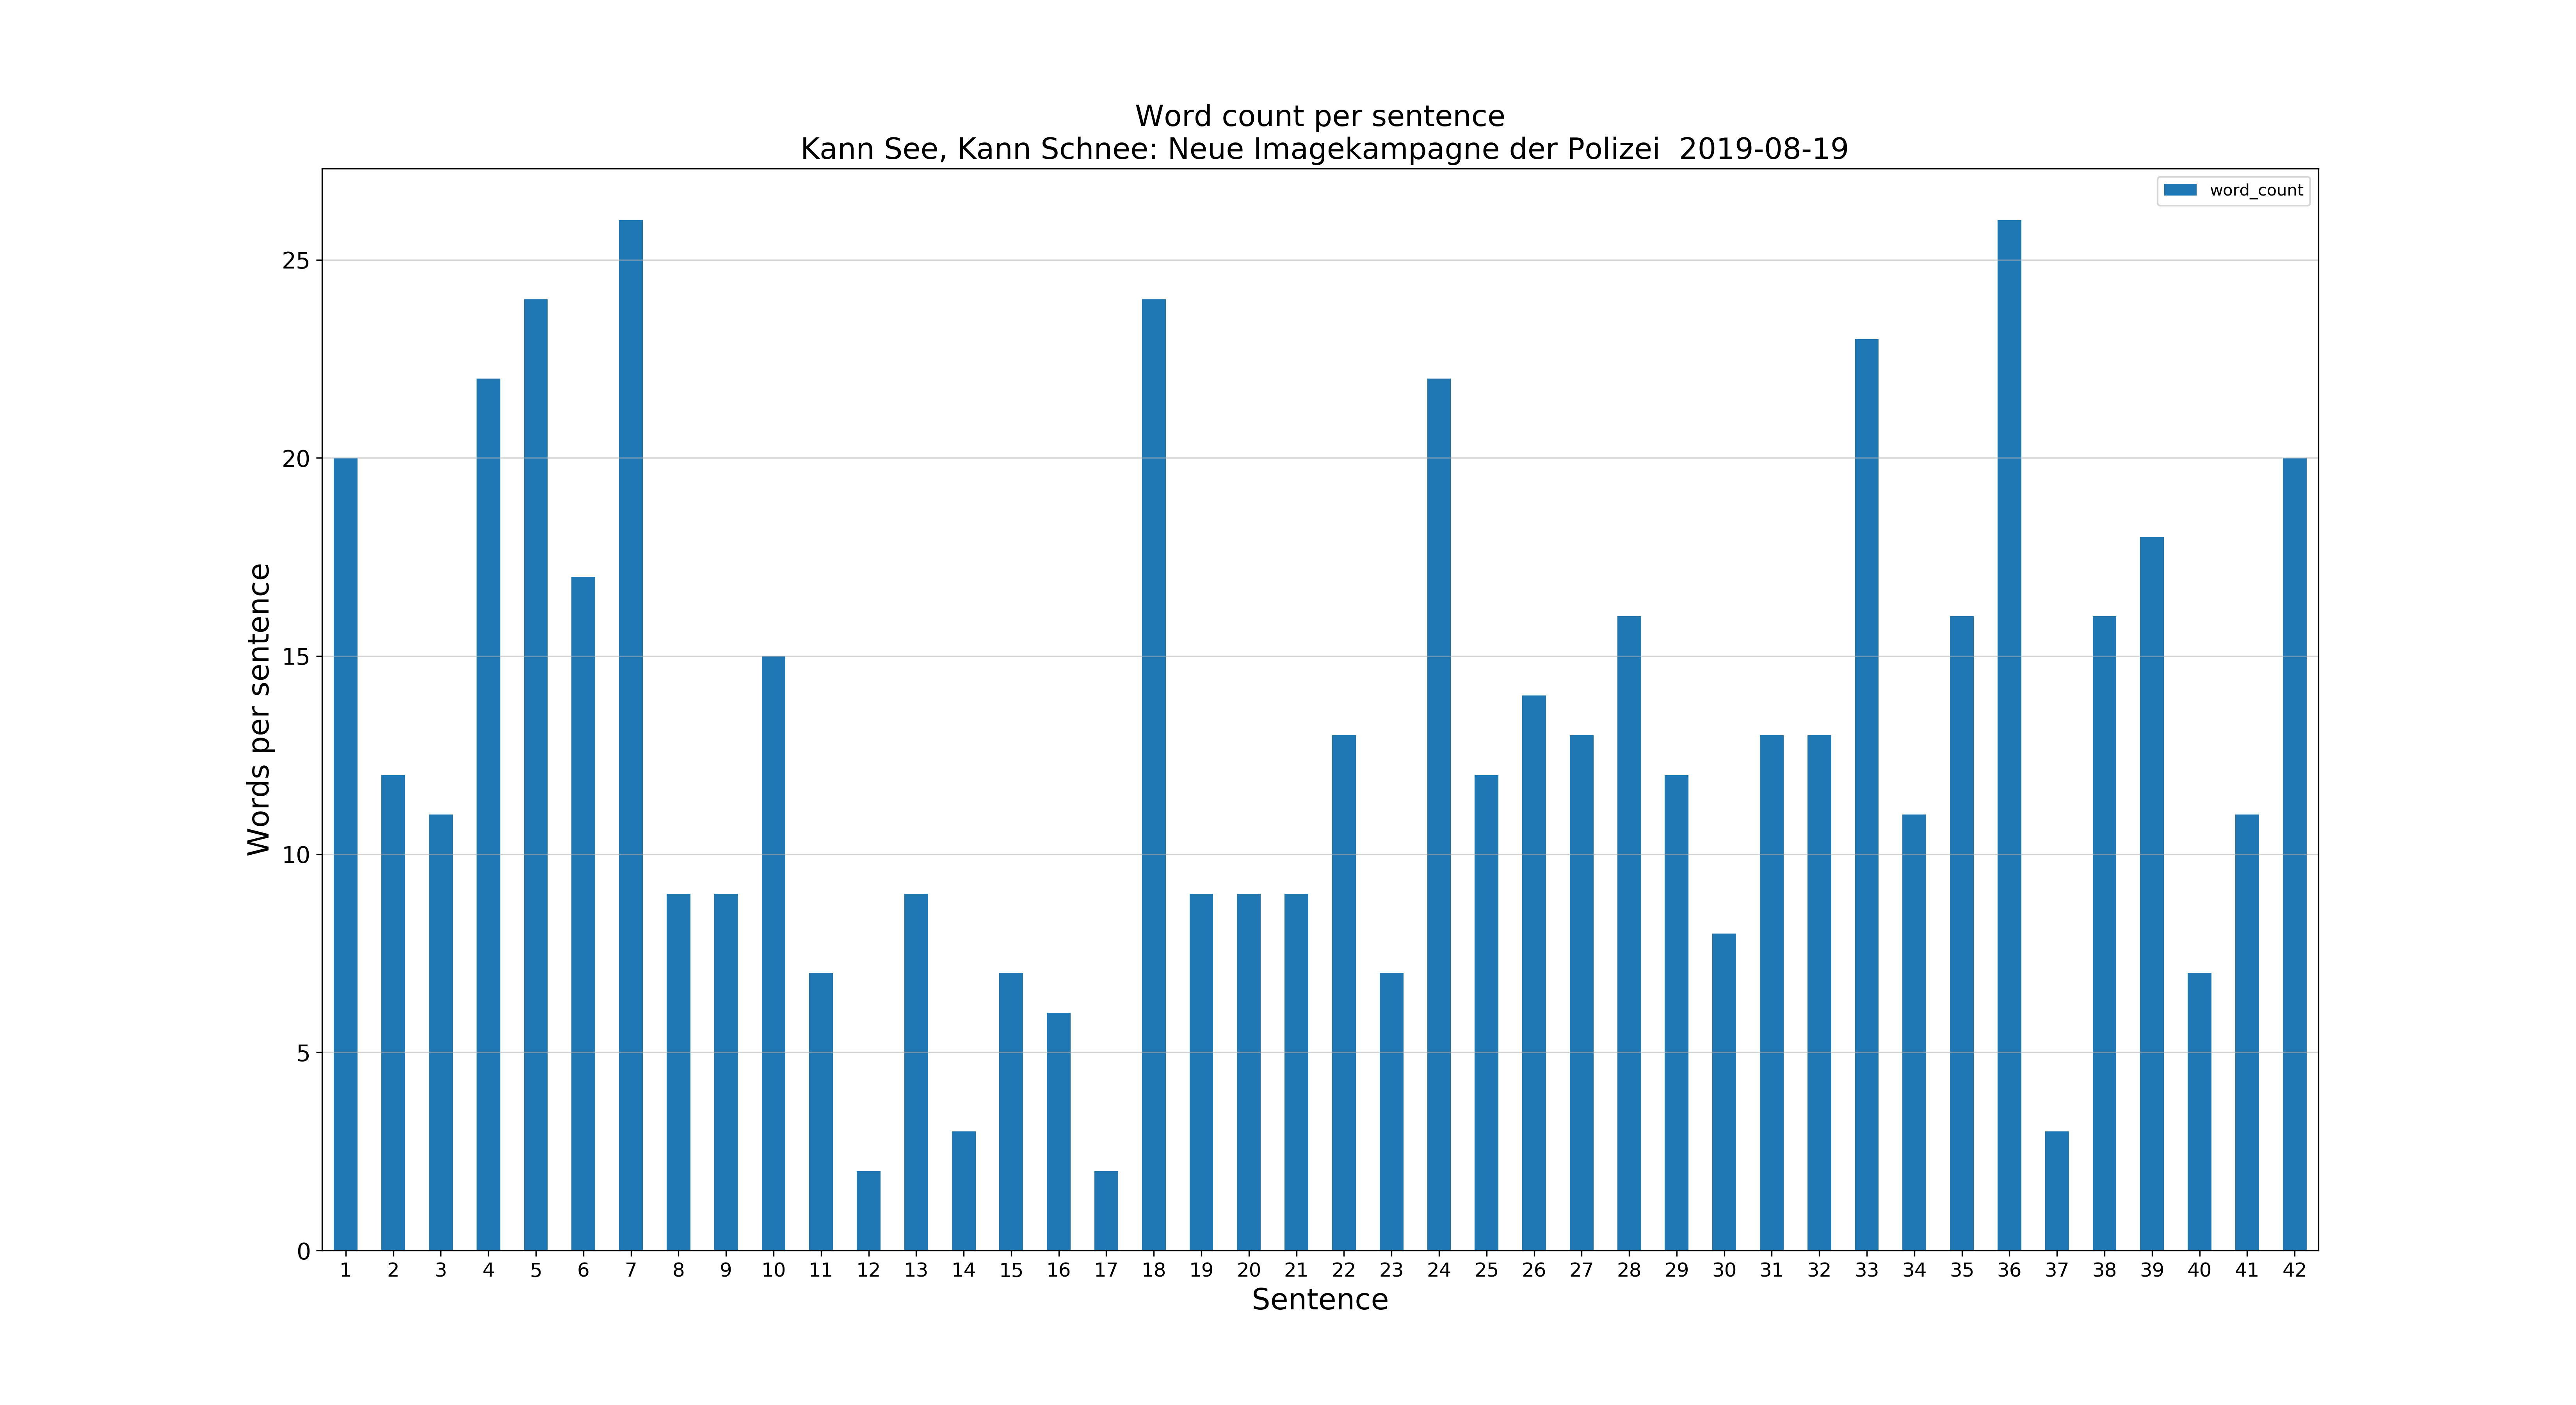 Word count per sentence
Kann See, Kann Schnee: Neue Imagekampagne der Polizei  2019-08-19
word_count
Words per sentence
25
20
15
10
5
0
1 2 3 4 5 6 7 8 9 10 11 12 13 14 15 16 17 18 19 20 21 22 23 24 25 26 27 28 29 30 31 32 33 34 35 36 37 38 39 40 41 42
Sentence